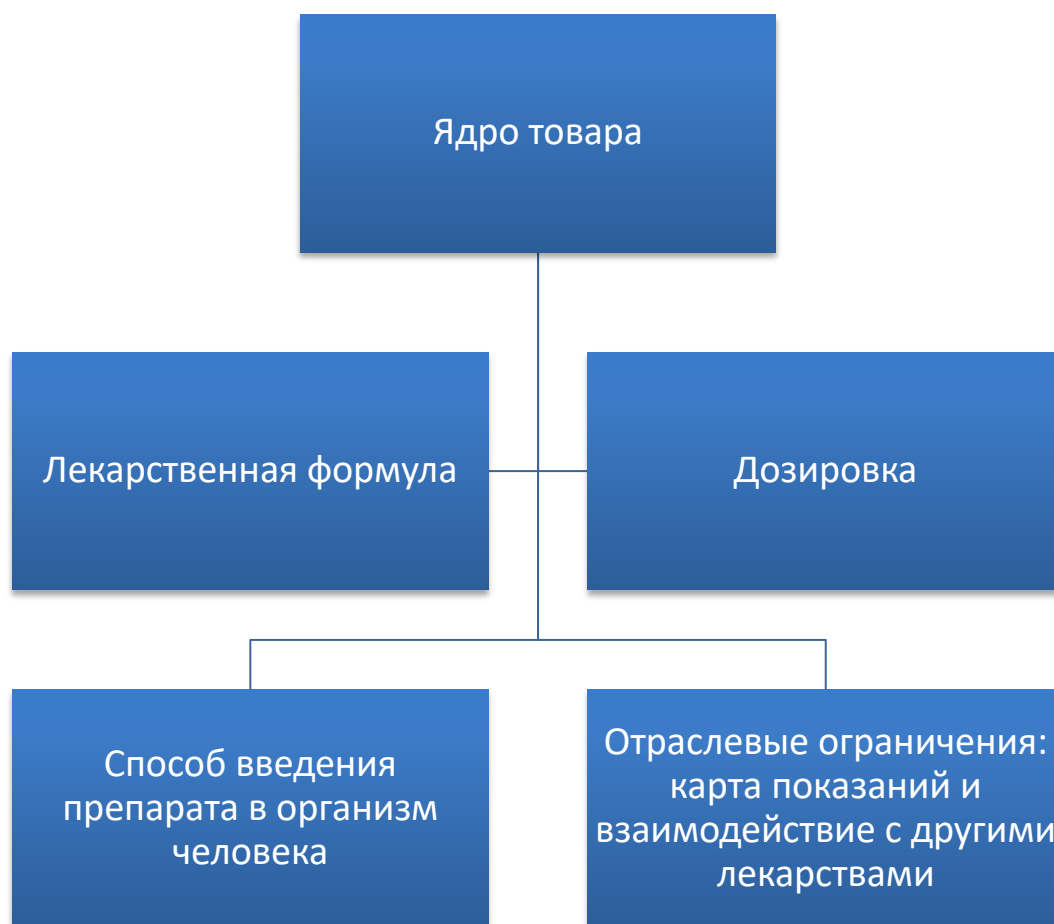 Ядро товара
Лекарственная формула
Дозировка
Способ введения
препарата в организм
человека
Отраслевые ограничения:
карта показаний и
взаимодействие с другими
лекарствами